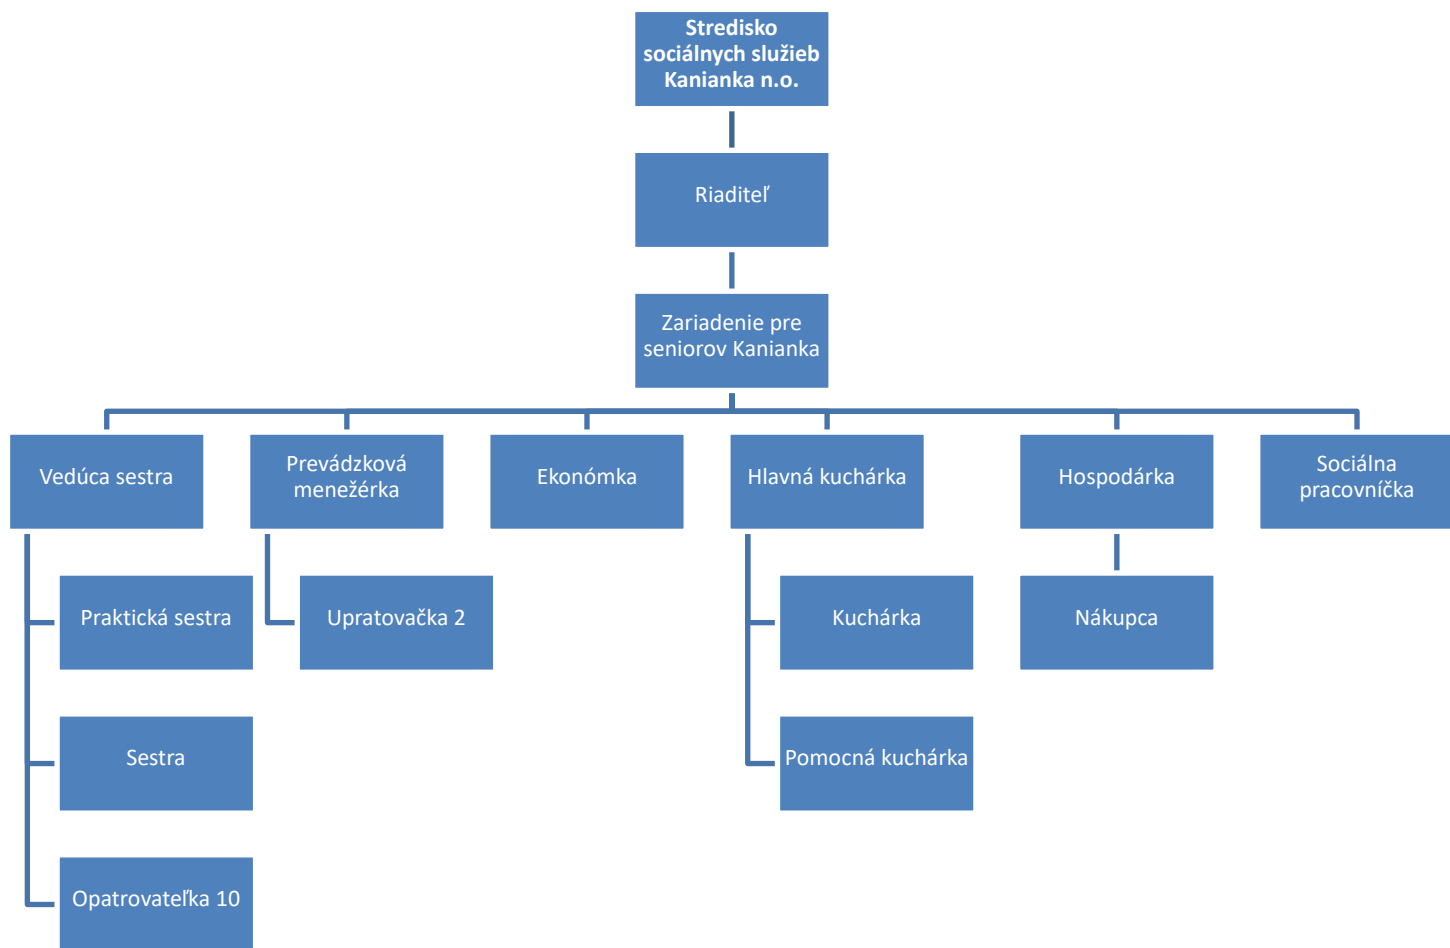 Stredisko
sociálnych služieb
Kanianka n.o.
Riaditeľ
Zariadenie pre
seniorov Kanianka
Vedúca sestra
Prevádzková
menežérka
Ekonómka
Hlavná kuchárka
Hospodárka
Sociálna
pracovníčka
Praktická sestra
Upratovačka 2
Kuchárka
Nákupca
Sestra
Pomocná kuchárka
Opatrovateľka 10